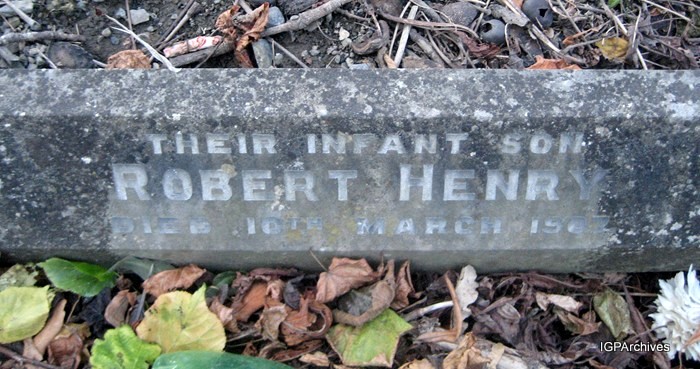 THEIR INFANT SON
ROBERT HENRY
DIED 10TH MARCH
IGPArchives